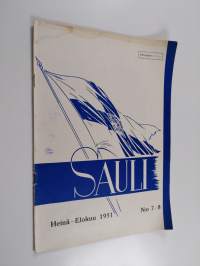 SAULI
Heinä - Elokuu 1951
No 7-8